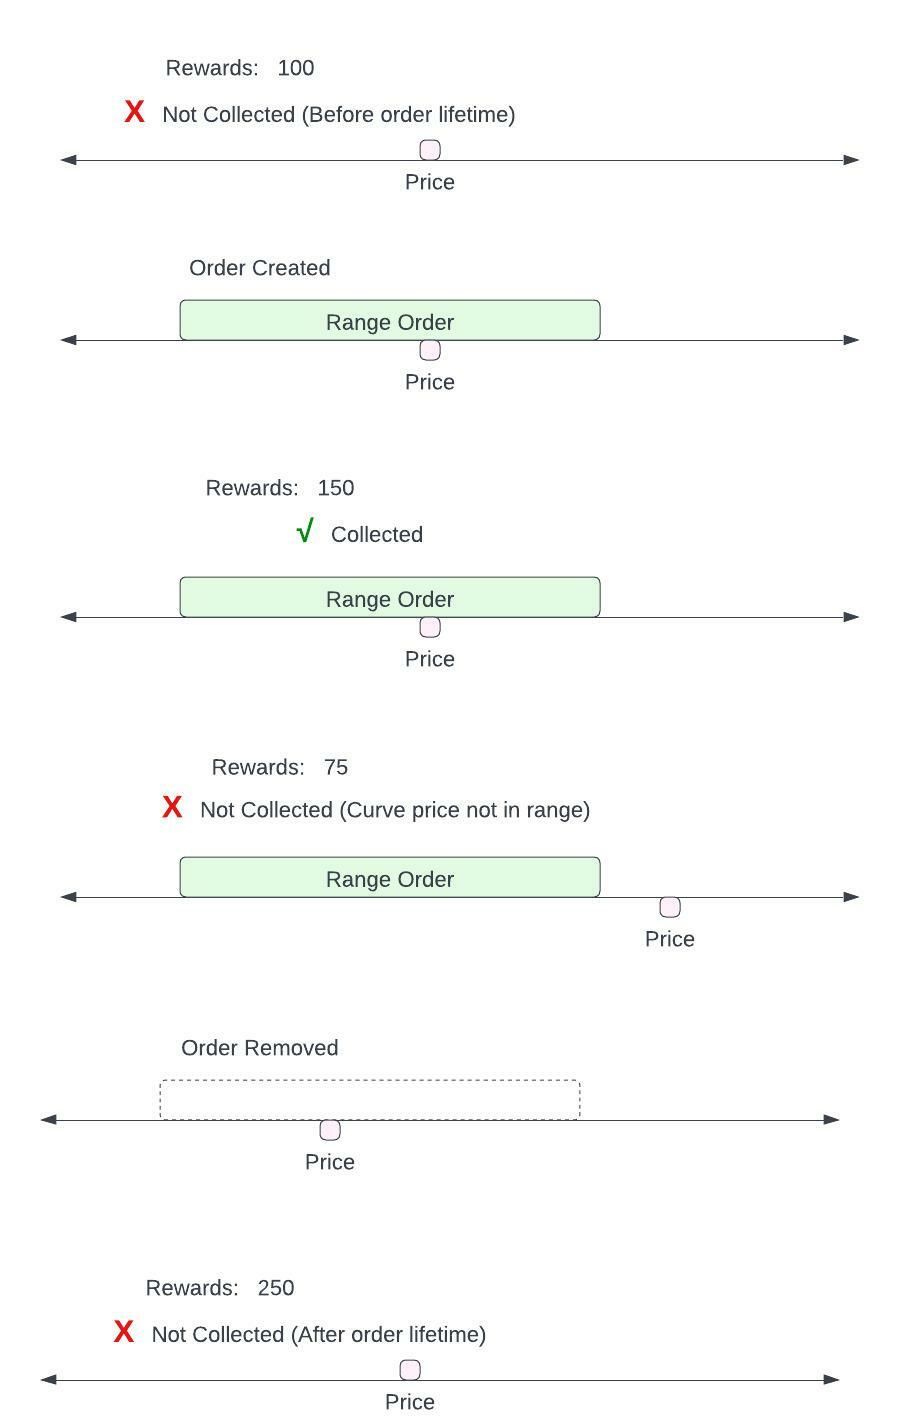 Rewards: 100
X Not Collected (Before order lifetime)
Price
Order Created
Range Order
Price
Rewards: 150
√ Collected
Range Order
Price
Rewards: 75
X Not Collected (Curve price not in range)
Range Order
Price
Order Removed
Price
Rewards: 250
X Not Collected (After order lifetime)
Price